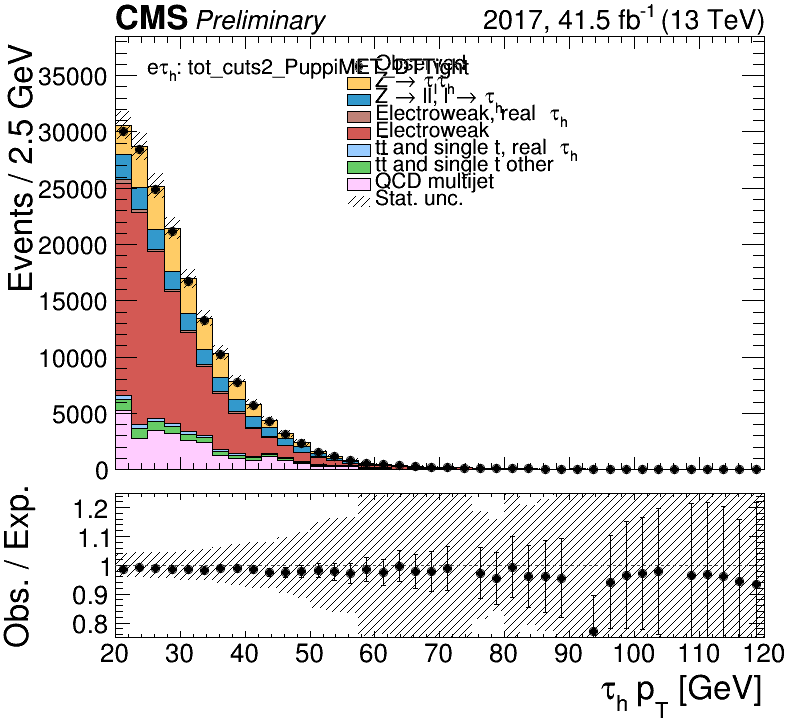 CMS Preliminary 2017, 41.5 fb⁻¹ (13 TeV)
Events / 2.5 GeV
35000
30000
25000
20000
15000
10000
5000
0
eτh: tot_cuts2_PuppiMET_DTTight
Observed
Z → τlτh
Z → ll, l → τh
Electroweak, real τh
Electroweak
tt and single t, real τh
tt and single t other
QCD multijet
Stat. unc.
Obs. / Exp.
1.2
1.1
1
0.9
0.8
20 30 40 50 60 70 80 90 100 110 120
τh pT [GeV]